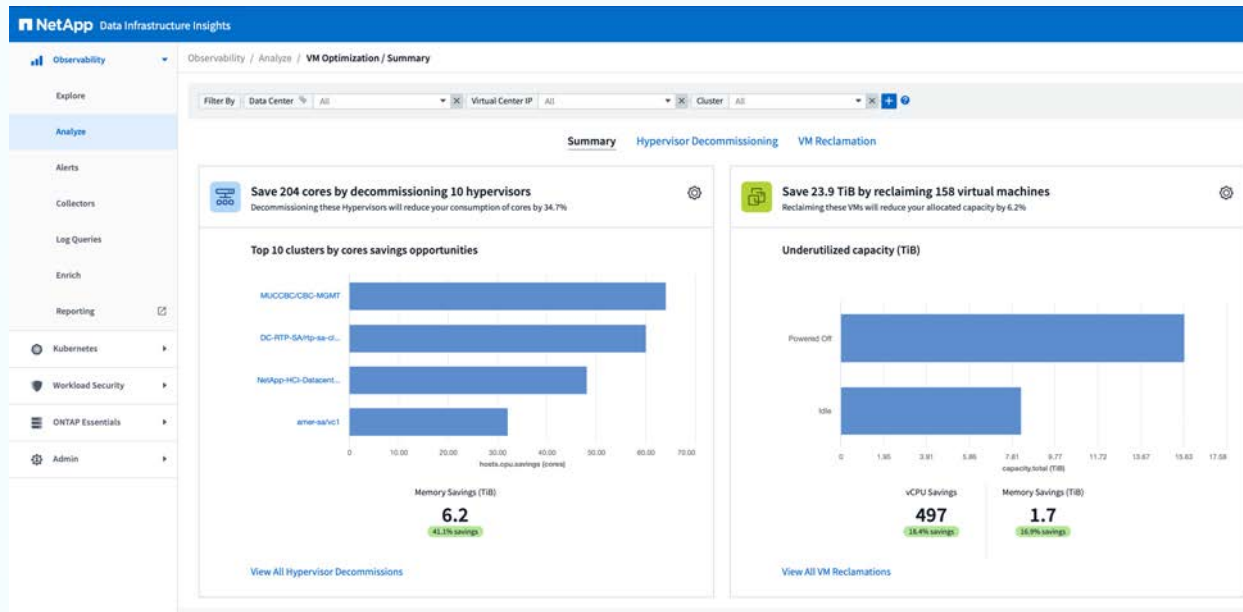 NetApp Data Infrastructure Insights
Observability
Explore
Analyze
Alerts
Collectors
Log Queries
Enrich
Reporting
Kubernetes
Workload Security
ONTAP Essentials
Admin
Observability / Analyze / VM Optimization / Summary
Filter By Data Center All Virtual Center IP All Cluster All
Summary Hypervisor Decommissioning VM Reclamation
Save 204 cores by decommissioning 10 hypervisors
Decommissioning these Hypervisors will reduce your consumption of cores by 34.7%
Top 10 clusters by cores savings opportunities
MUCCBC/CBC-MGMT
DC-RTP-SA/rtp-sa-cl...
NetApp-HCI-Datacent...
amer-sa/vc1
0 10.00 20.00 30.00 40.00 50.00 60.00 70.00
hosts.cpu.savings (cores)
Memory Savings (TiB)
6.2
41.1% savings
View All Hypervisor Decommissions
Save 23.9 TiB by reclaiming 158 virtual machines
Reclaiming these VMs will reduce your allocated capacity by 6.2%
Underutilized capacity (TiB)
Powered Off
Idle
0 1.95 3.91 5.86 7.81 9.77 11.72 13.67 15.63 17.58
capacity.total (TiB)
vCPU Savings
497
18.4% savings
Memory Savings (TiB)
1.7
16.9% savings
View All VM Reclamations